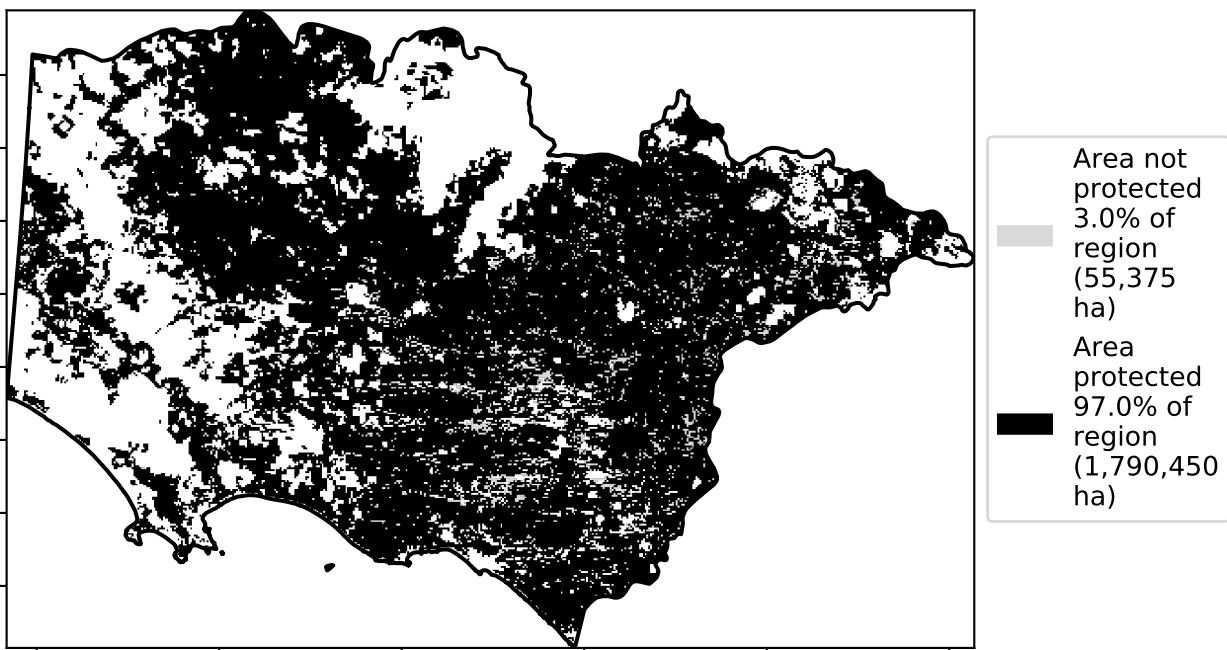 Area not
protected
3.0% of
region
(55,375
ha)
Area
protected
97.0% of
region
(1,790,450
ha)